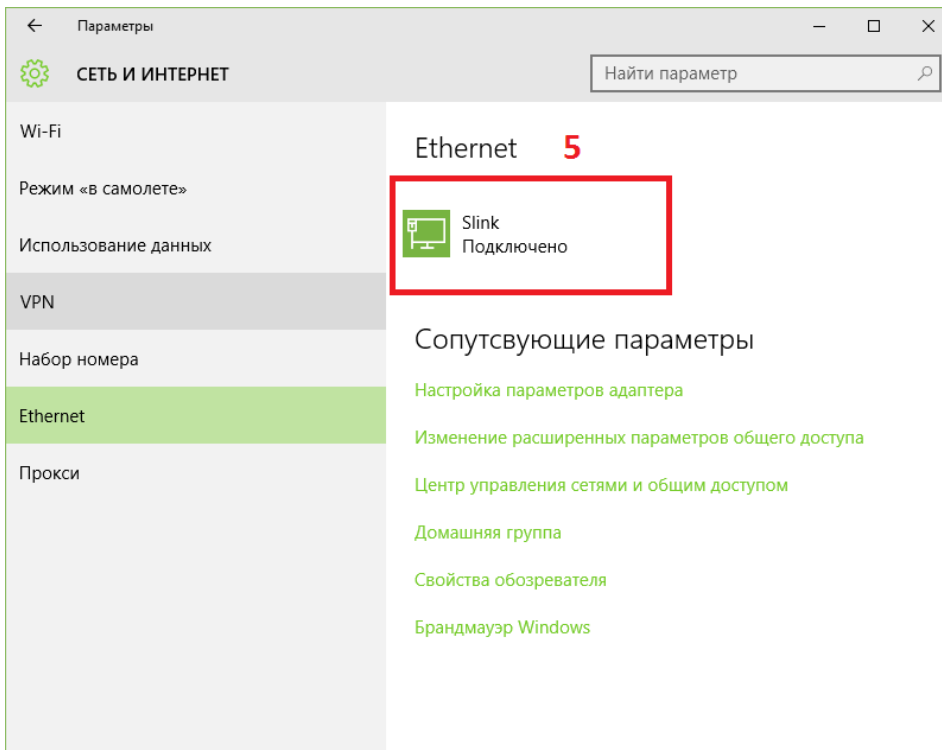 Параметры
СЕТЬ И ИНТЕРНЕТ
Найти параметр
Wi-Fi
Режим «в самолете»
Использование данных
VPN
Набор номера
Ethernet
Прокси
Ethernet 5
Slink
Подключено
Сопутсвующие параметры
Настройка параметров адаптера
Изменение расширенных параметров общего доступа
Центр управления сетями и общим доступом
Домашняя группа
Свойства обозревателя
Брандмауэр Windows